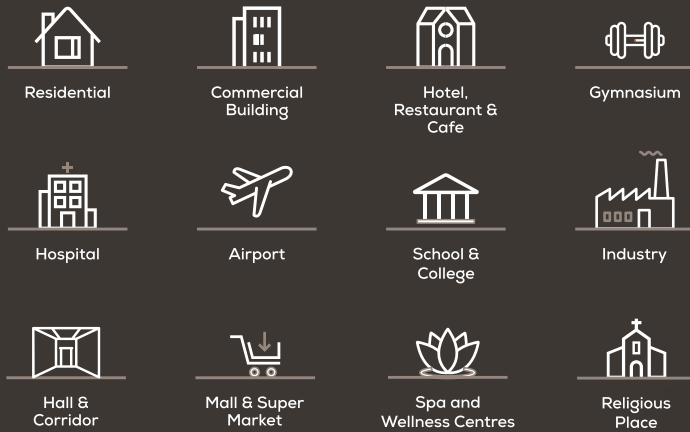 Residential
Commercial
Building
Hotel,
Restaurant &
Cafe
Gymnasium
Hospital
Airport
School &
College
Industry
Hall &
Corridor
Mall & Super
Market
Spa and
Wellness Centres
Religious
Place